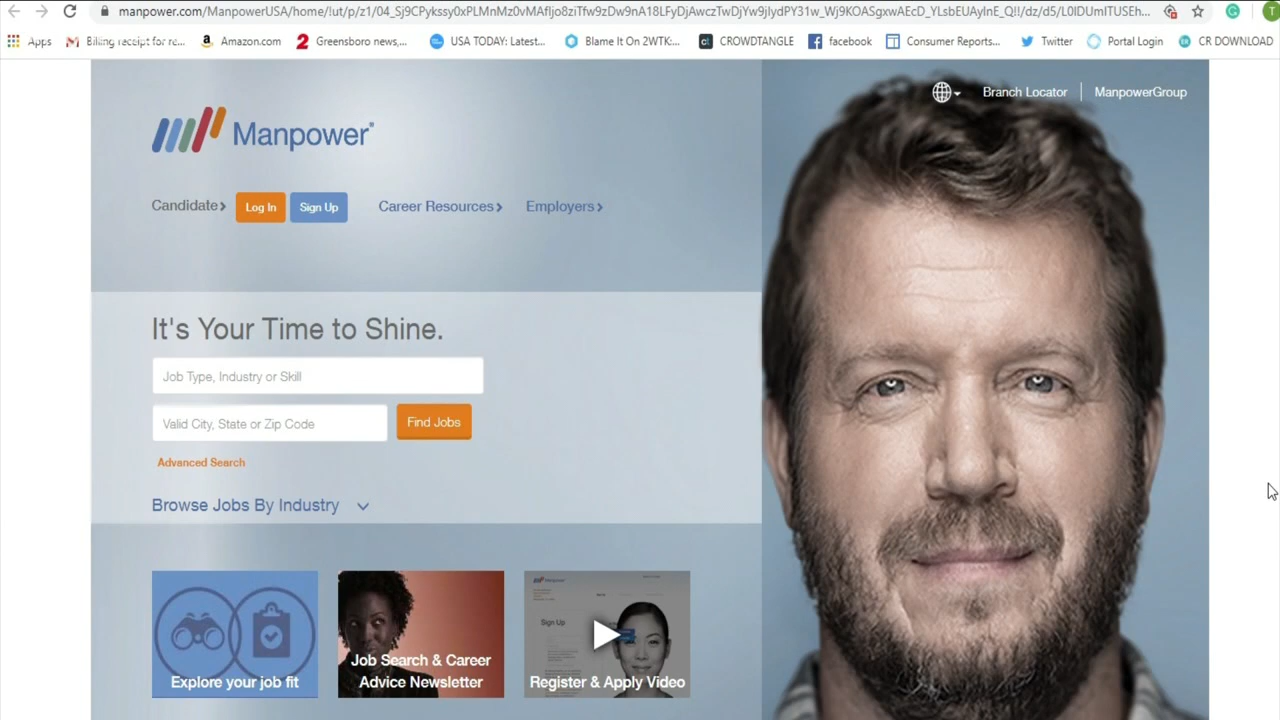 manpower.com/ManpowerUSA/home/!ut/p/z1/04_Sj9CPykssy0xPLMnMz0vMAfIjo8ziTfw9zDw9nA18LFyDjAwczTwDjYw9jIydPY31w_Wj9KOASgxwAEcD_YLsbEUAyInE_Q!!/dz/d5/L0lDUmlTUSEh...
T
Apps Billing receipt for re... Amazon.com Greensboro news,... USA TODAY: Latest... Blame It On 2WTK:... CROWDTANGLE facebook Consumer Reports... Twitter Portal Login CR DOWNLOAD
Branch Locator ManpowerGroup
Manpower®
Candidate Log In Sign Up Career Resources Employers
It's Your Time to Shine.
Job Type, Industry or Skill
Valid City, State or Zip Code Find Jobs
Advanced Search
Browse Jobs By Industry
Explore your job fit
Job Search & Career
Advice Newsletter
Sign Up
Register & Apply Video